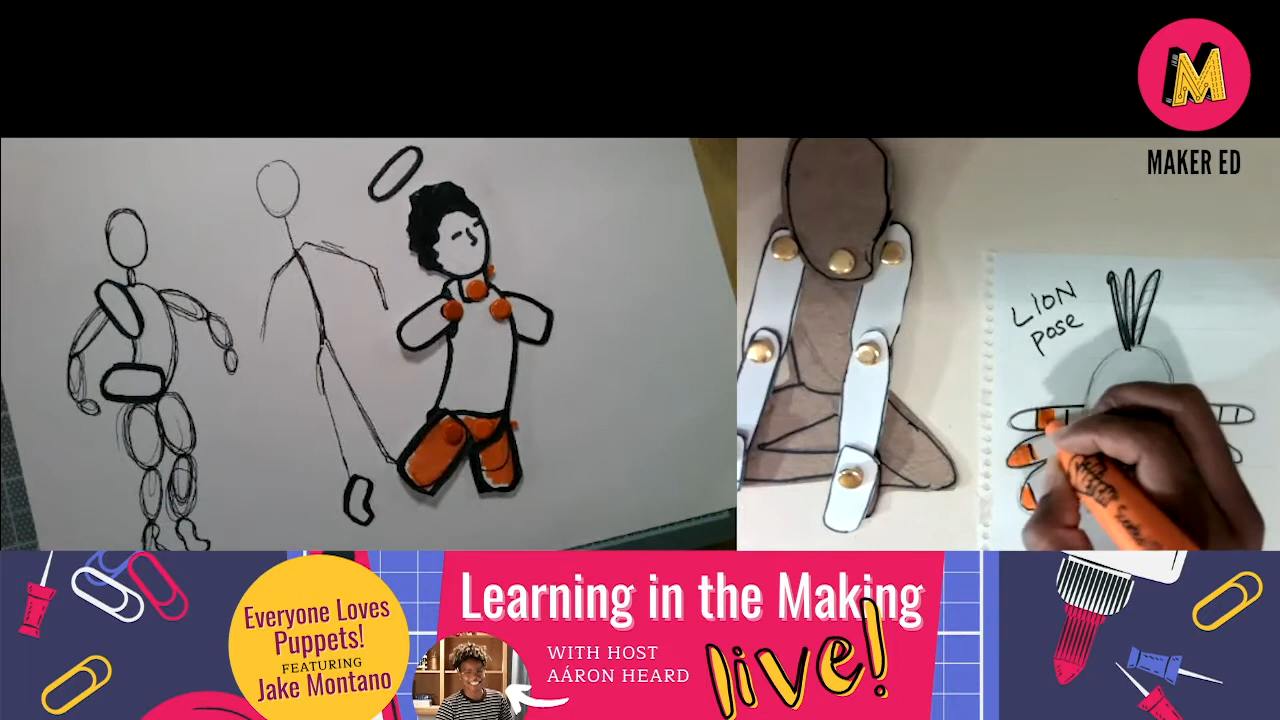 M
MAKER ED
LION
pose
Everyone Loves
Puppets!
FEATURING
Jake Montano
Learning in the Making
WITH HOST
AÁRON HEARD
live!